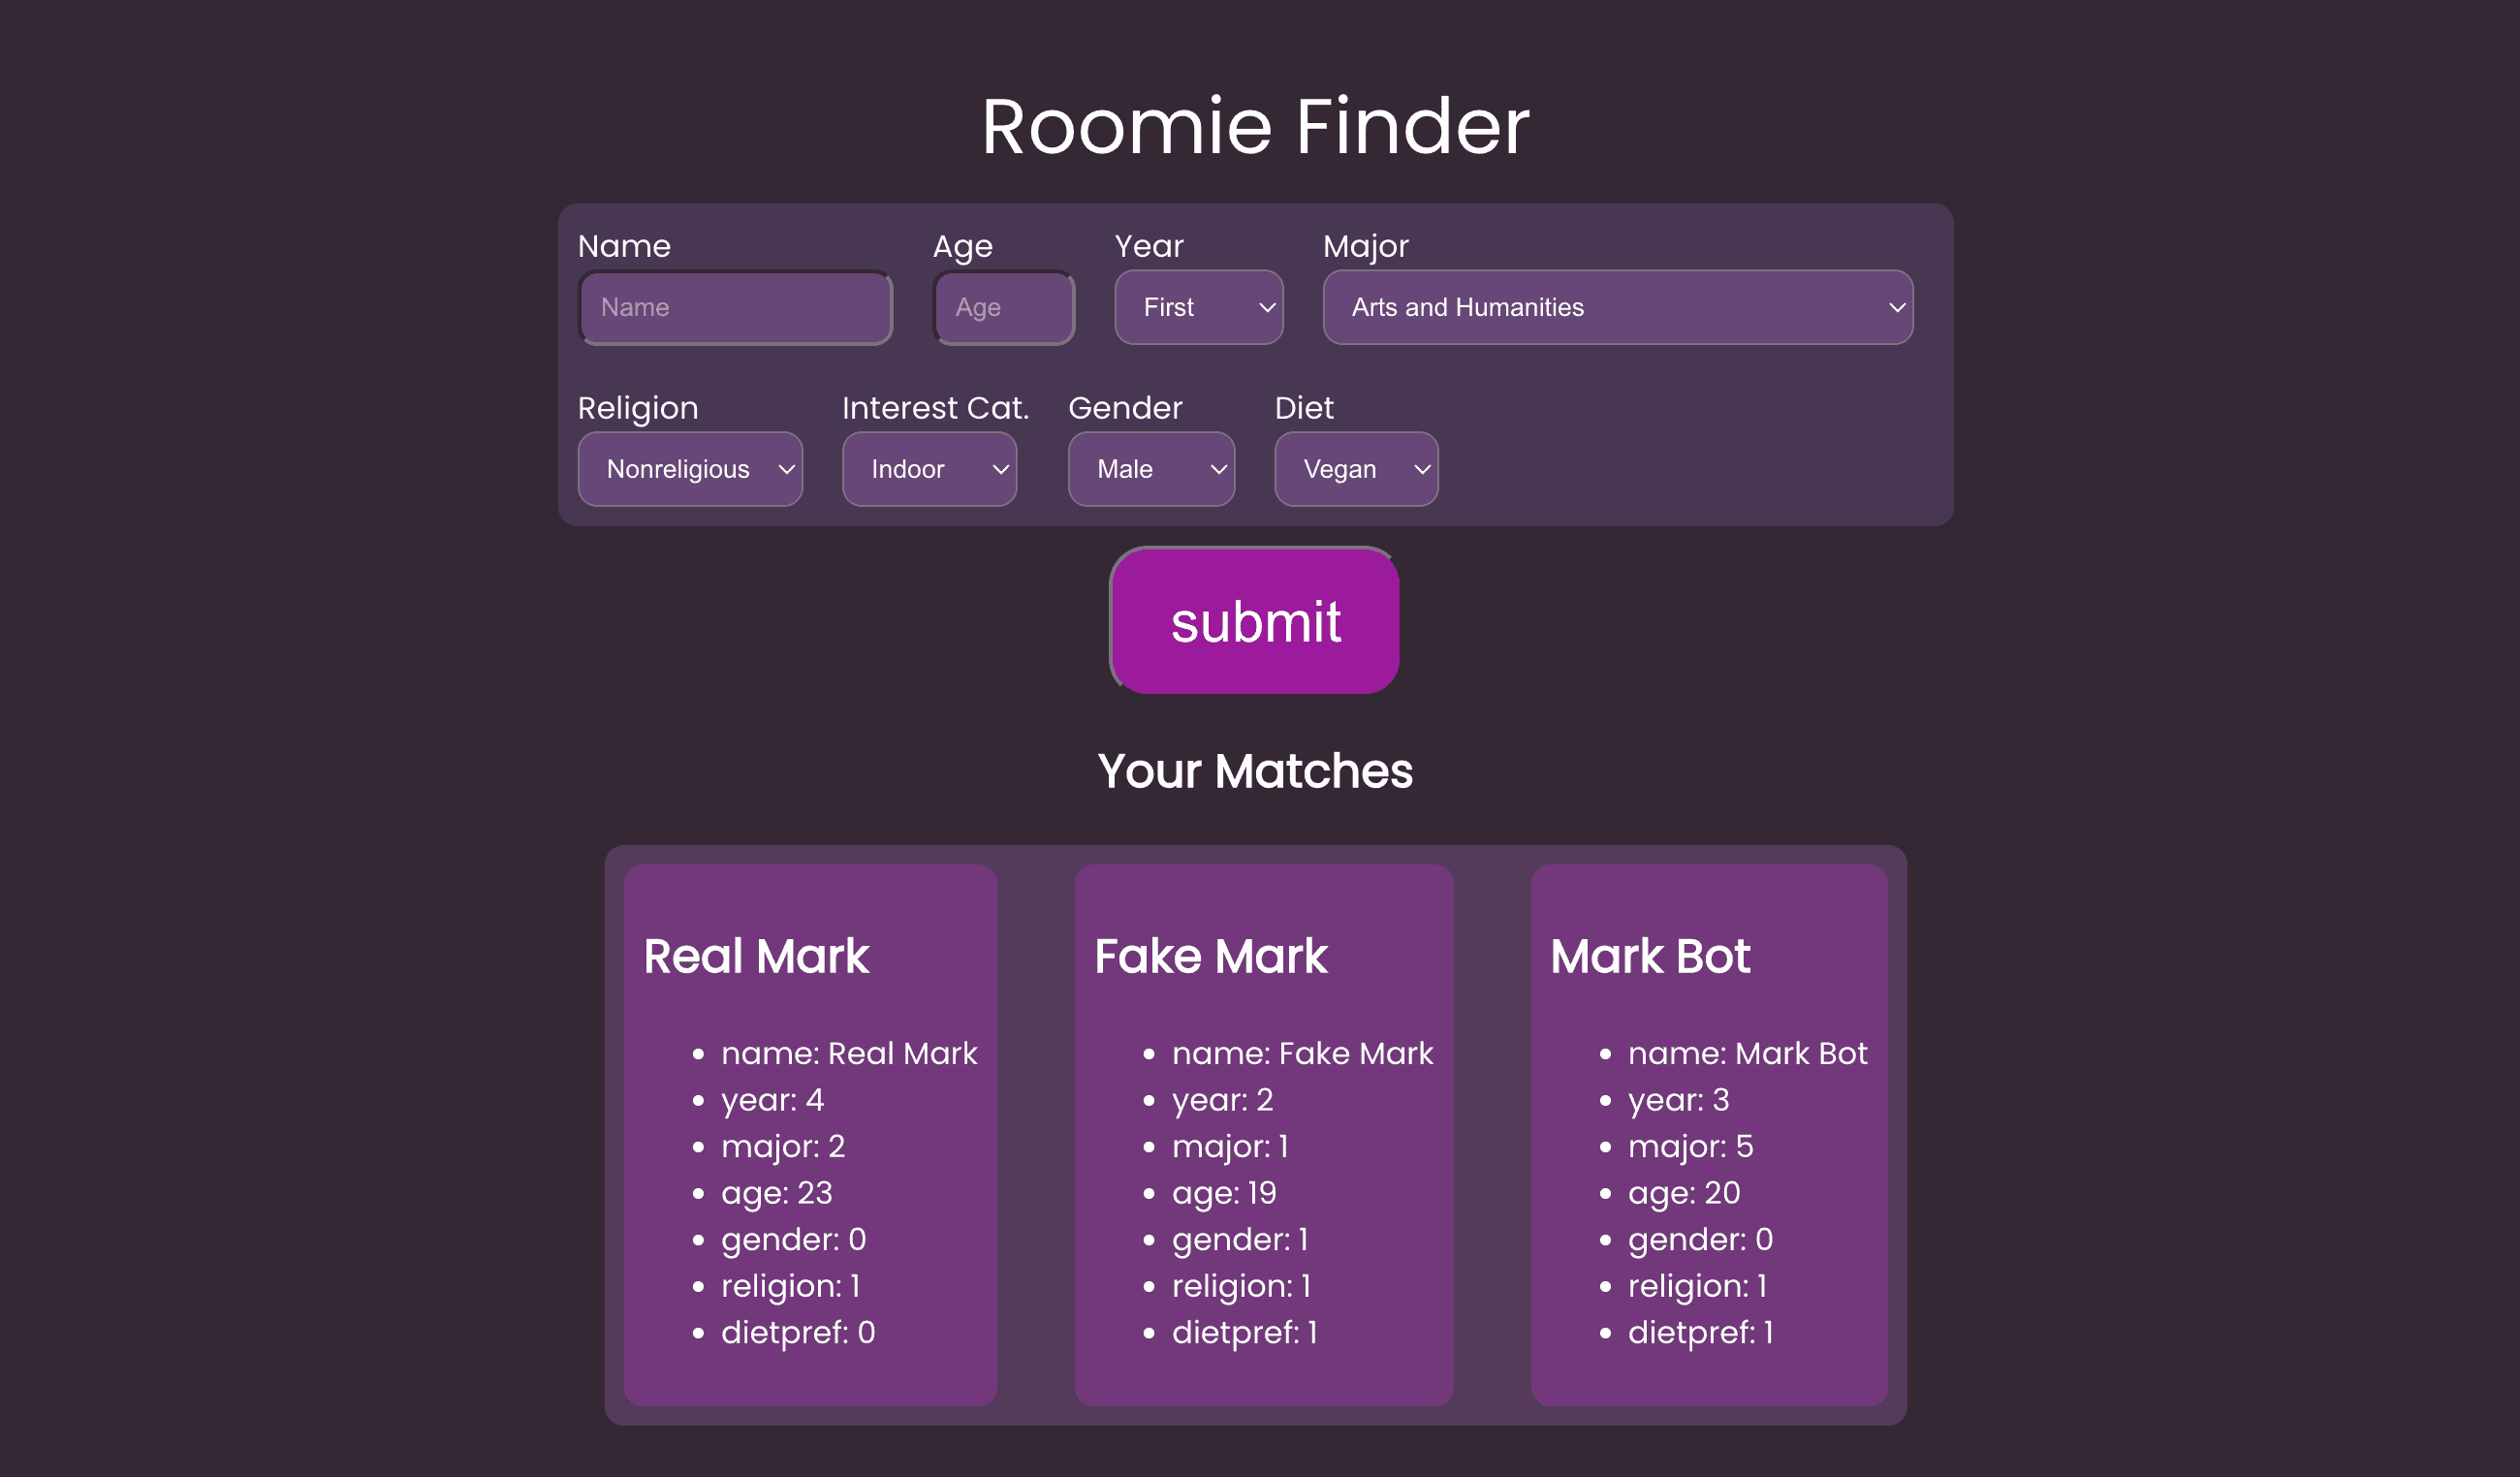 Roomie Finder
Name Age Year Major
Name Age First Arts and Humanities
Religion Interest Cat. Gender Diet
Nonreligious Indoor Male Vegan
submit
Your Matches
Real Mark
name: Real Mark
year: 4
major: 2
age: 23
gender: 0
religion: 1
dietpref: 0
Fake Mark
name: Fake Mark
year: 2
major: 1
age: 19
gender: 1
religion: 1
dietpref: 1
Mark Bot
name: Mark Bot
year: 3
major: 5
age: 20
gender: 0
religion: 1
dietpref: 1